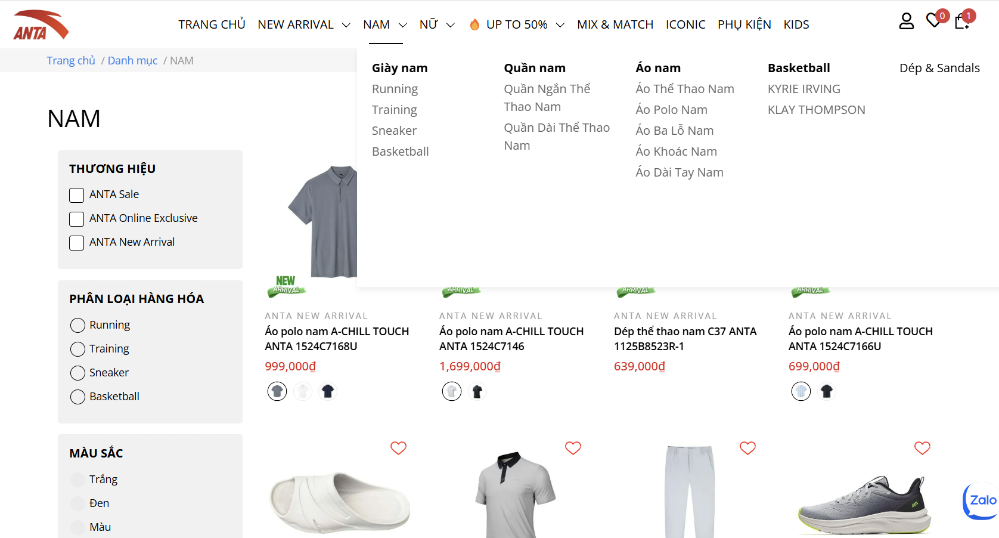 ANTA
TRANG CHỦ NEW ARRIVAL NAM NỮ UP TO 50% MIX & MATCH ICONIC PHỤ KIỆN KIDS
0 1
Trang chủ / Danh mục / NAM
Giày nam
Running
Training
Sneaker
Basketball
Quần nam
Quần Ngắn Thể
Thao Nam
Quần Dài Thể Thao
Nam
Áo nam
Áo Thể Thao Nam
Áo Polo Nam
Áo Ba Lỗ Nam
Áo Khoác Nam
Áo Dài Tay Nam
Basketball
KYRIE IRVING
KLAY THOMPSON
Dép & Sandals
NAM
THƯƠNG HIỆU
ANTA Sale
ANTA Online Exclusive
ANTA New Arrival
PHÂN LOẠI HÀNG HÓA
Running
Training
Sneaker
Basketball
MÀU SẮC
Trắng
Đen
Màu
NEW
ARRIVAL
ANTA NEW ARRIVAL
Áo polo nam A-CHILL TOUCH
ANTA 1524C7168U
999,000₫
ARRIVAL
ANTA NEW ARRIVAL
Áo polo nam A-CHILL TOUCH
ANTA 1524C7146
1,699,000₫
ARRIVAL
ANTA NEW ARRIVAL
Dép thể thao nam C37 ANTA
1125B8523R-1
639,000₫
ARRIVAL
ANTA NEW ARRIVAL
Áo polo nam A-CHILL TOUCH
ANTA 1524C7166U
699,000₫
ANTA
Zalo